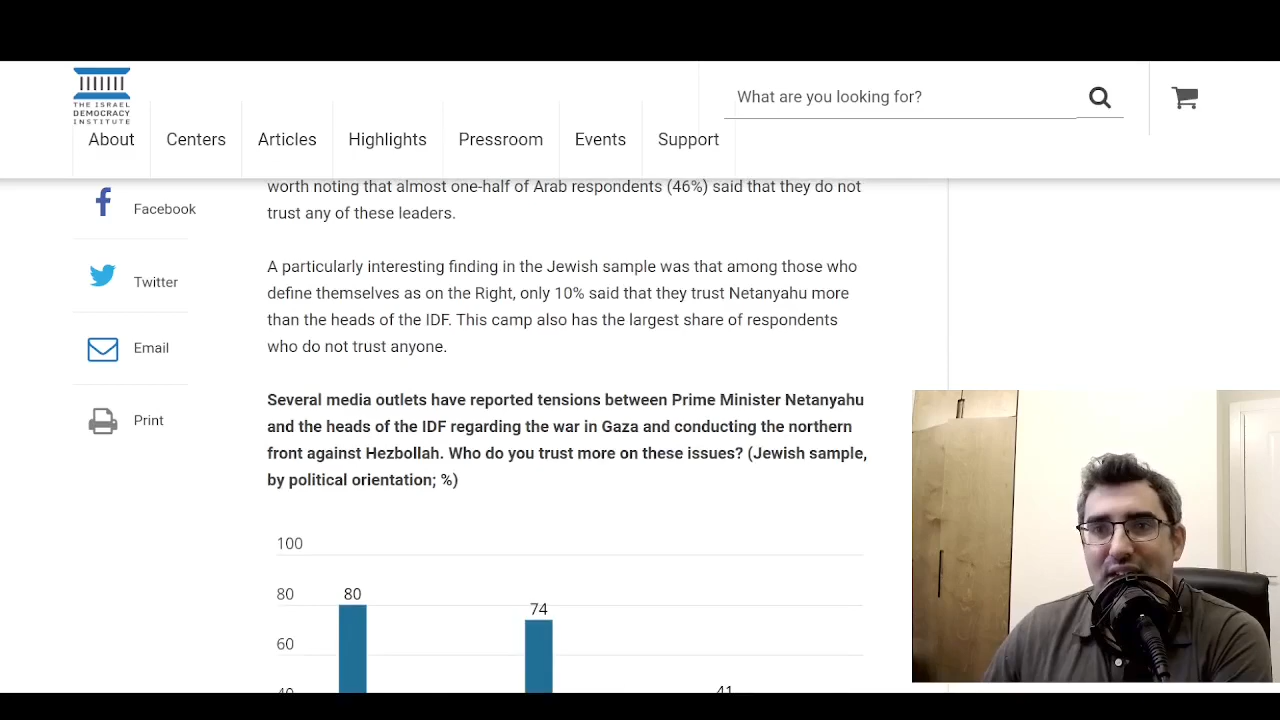 THE ISRAEL
DEMOCRACY
INSTITUTE
What are you looking for?
About
Centers
Articles
Highlights
Pressroom
Events
Support
Facebook
Twitter
Email
Print
worth noting that almost one-half of Arab respondents (46%) said that they do not
trust any of these leaders.
A particularly interesting finding in the Jewish sample was that among those who
define themselves as on the Right, only 10% said that they trust Netanyahu more
than the heads of the IDF. This camp also has the largest share of respondents
who do not trust anyone.
Several media outlets have reported tensions between Prime Minister Netanyahu
and the heads of the IDF regarding the war in Gaza and conducting the northern
front against Hezbollah. Who do you trust more on these issues? (Jewish sample,
by political orientation; %)
100
80
80
74
60
40
41